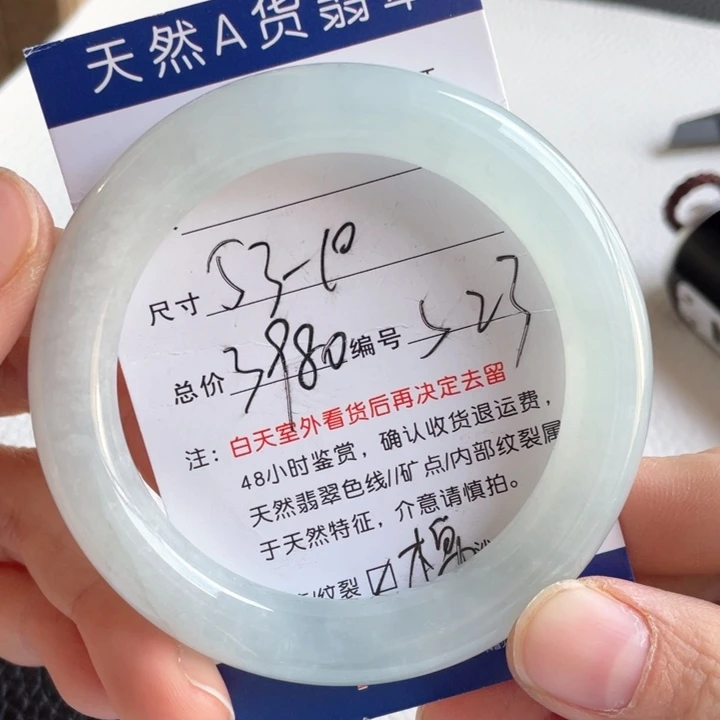 天然A货翡翠
尺寸 53-10
总价 3980 编号 523
注：白天室外看货后再决定去留
48小时鉴赏，确认收货退运费，
天然翡翠色线//矿点/内部纹裂属
于天然特征，介意请慎拍。
/纹裂 ☑